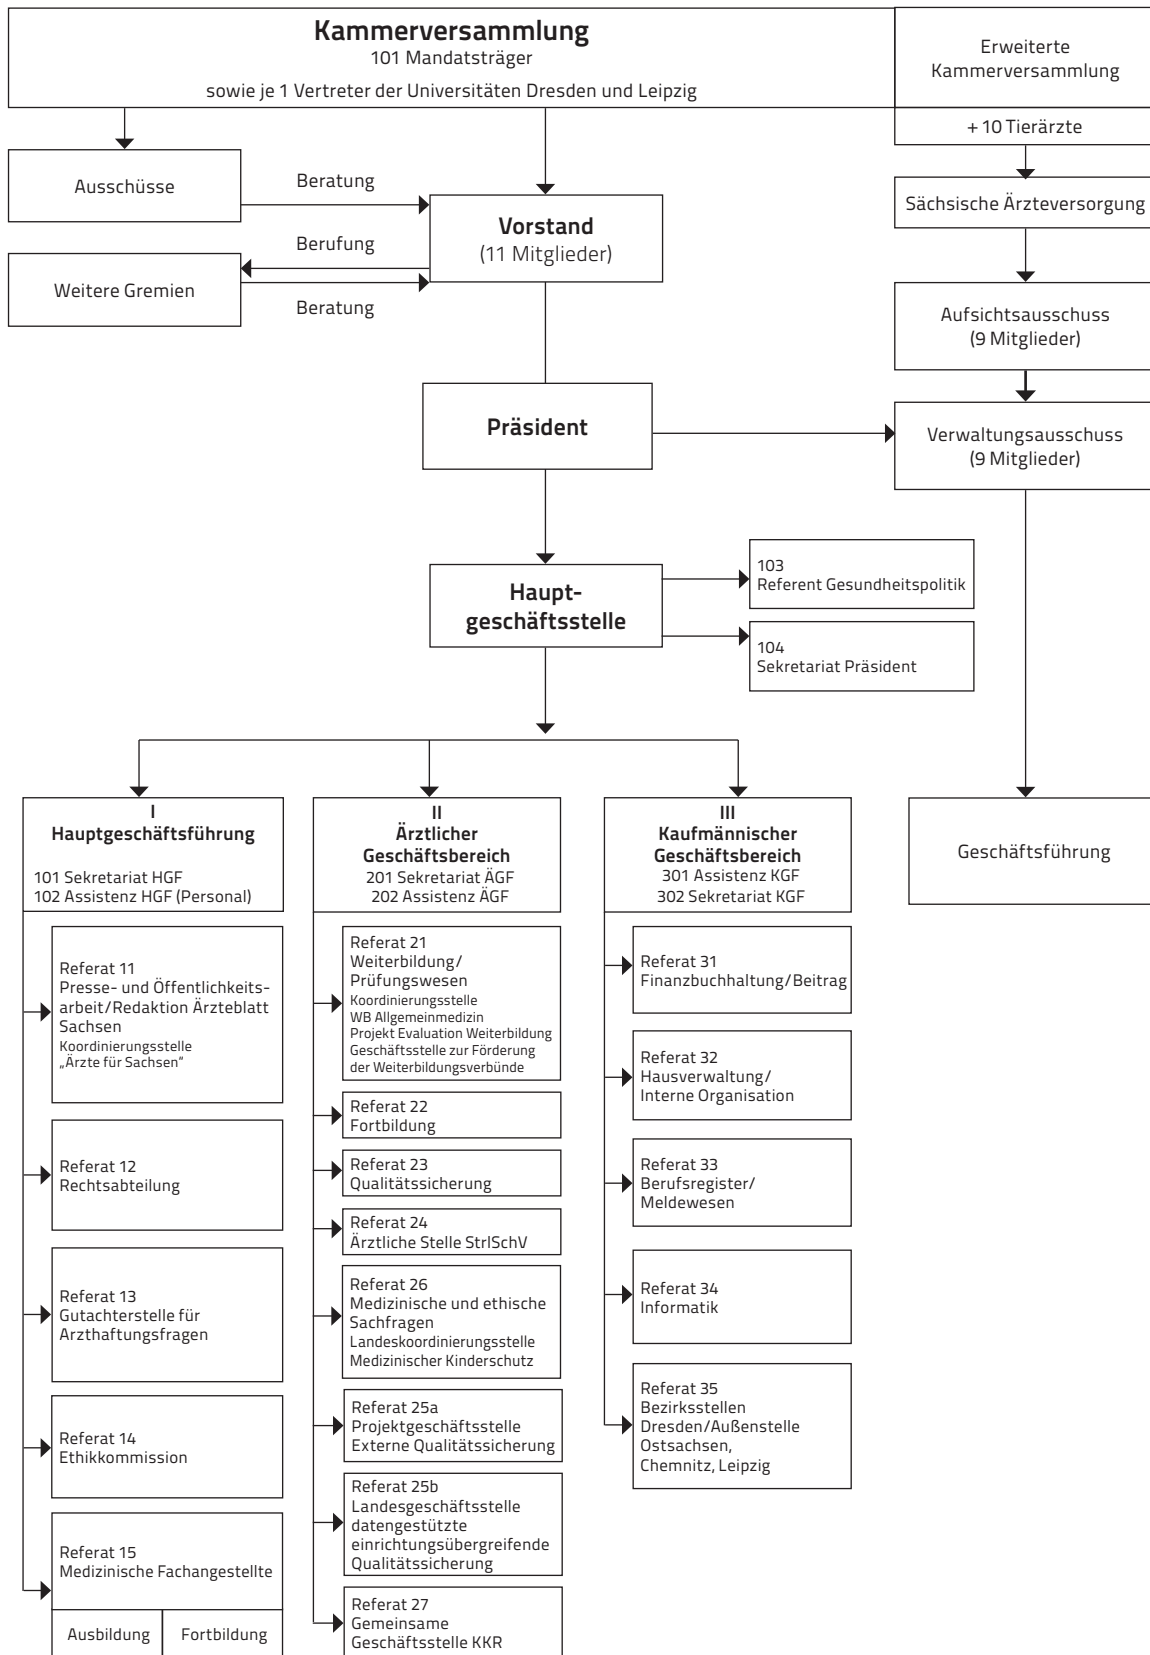 Kammerversammlung
101 Mandatsträger
sowie je 1 Vertreter der Universitäten Dresden und Leipzig
Erweiterte
Kammerversammlung
+ 10 Tierärzte
Ausschüsse
Beratung
Vorstand
(11 Mitglieder)
Berufung
Weitere Gremien
Beratung
Sächsische Ärzteversorgung
Aufsichtsausschuss
(9 Mitglieder)
Präsident
Verwaltungsausschuss
(9 Mitglieder)
Haupt-
geschäftsstelle
103
Referent Gesundheitspolitik
104
Sekretariat Präsident
I
Hauptgeschäftsführung
101 Sekretariat HGF
102 Assistenz HGF (Personal)
II
Ärztlicher
Geschäftsbereich
201 Sekretariat ÄGF
202 Assistenz ÄGF
III
Kaufmännischer
Geschäftsbereich
301 Assistenz KGF
302 Sekretariat KGF
Geschäftsführung
Referat 11
Presse- und Öffentlichkeits-
arbeit/Redaktion Ärzteblatt
Sachsen
Koordinierungsstelle
„Ärzte für Sachsen“
Referat 12
Rechtsabteilung
Referat 13
Gutachterstelle für
Arzthaftungsfragen
Referat 14
Ethikkommission
Referat 15
Medizinische Fachangestellte
Ausbildung
Fortbildung
Referat 21
Weiterbildung/
Prüfungswesen
Koordinierungsstelle
WB Allgemeinmedizin
Projekt Evaluation Weiterbildung
Geschäftsstelle zur Förderung
der Weiterbildungsverbünde
Referat 22
Fortbildung
Referat 23
Qualitätssicherung
Referat 24
Ärztliche Stelle StrlSchV
Referat 26
Medizinische und ethische
Sachfragen
Landeskoordinierungsstelle
Medizinischer Kinderschutz
Referat 25a
Projektgeschäftsstelle
Externe Qualitätssicherung
Referat 25b
Landesgeschäftsstelle
datengestützte
einrichtungsübergreifende
Qualitätssicherung
Referat 27
Gemeinsame
Geschäftsstelle KKR
Referat 31
Finanzbuchhaltung/Beitrag
Referat 32
Hausverwaltung/
Interne Organisation
Referat 33
Berufsregister/
Meldewesen
Referat 34
Informatik
Referat 35
Bezirksstellen
Dresden/Außenstelle
Ostsachsen,
Chemnitz, Leipzig